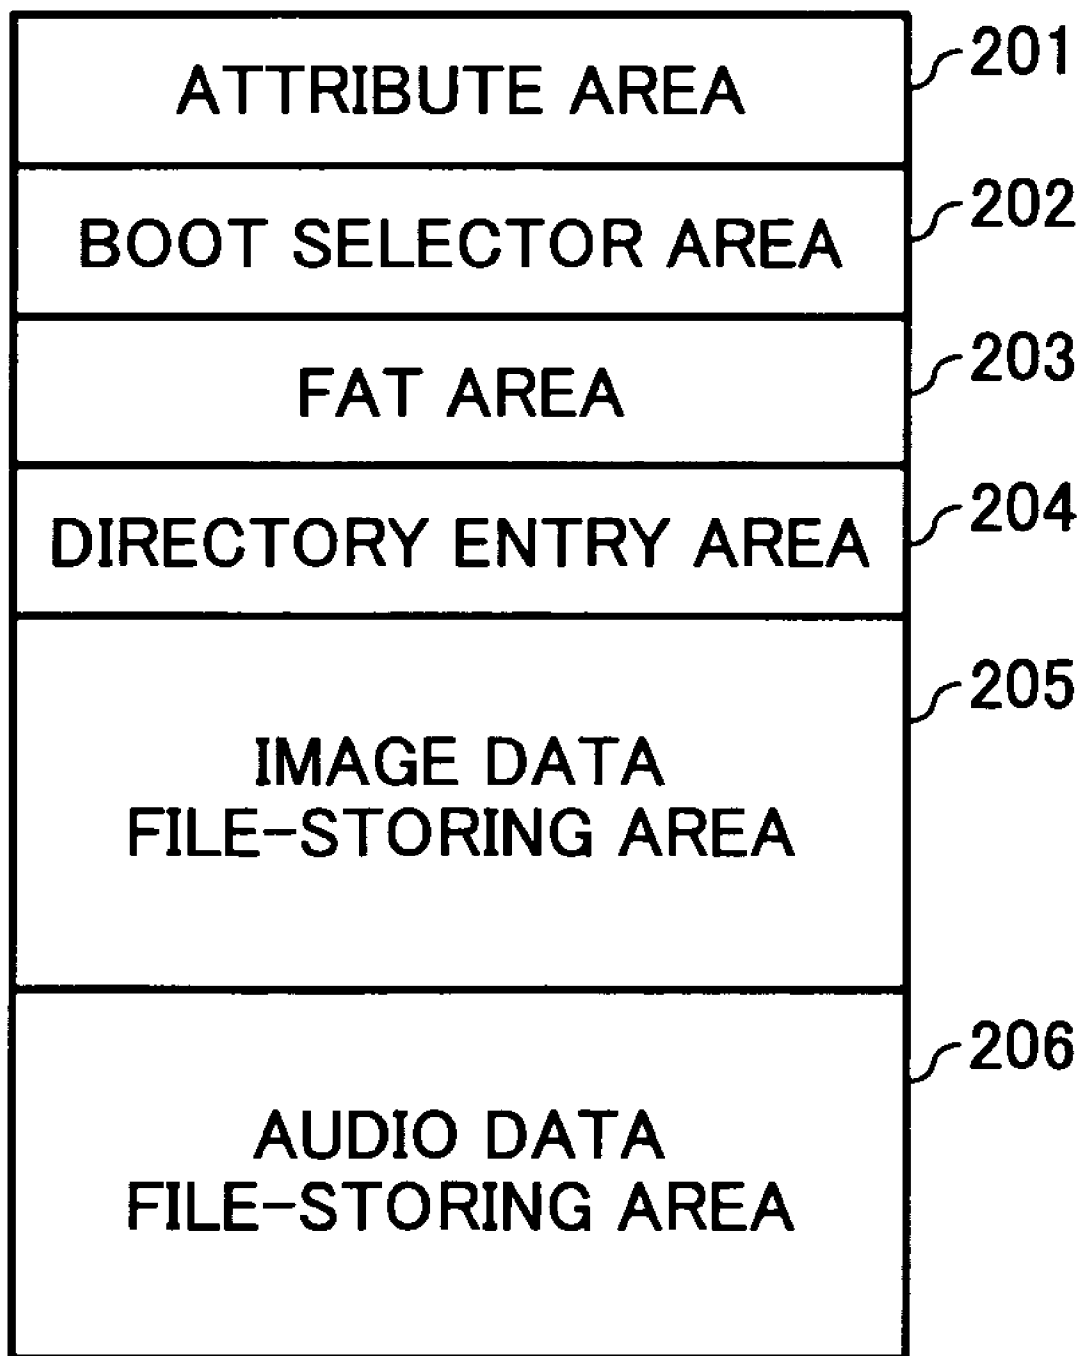 ATTRIBUTE AREA
201
BOOT SELECTOR AREA
202
FAT AREA
203
DIRECTORY ENTRY AREA
204
IMAGE DATA
FILE-STORING AREA
205
AUDIO DATA
FILE-STORING AREA
206